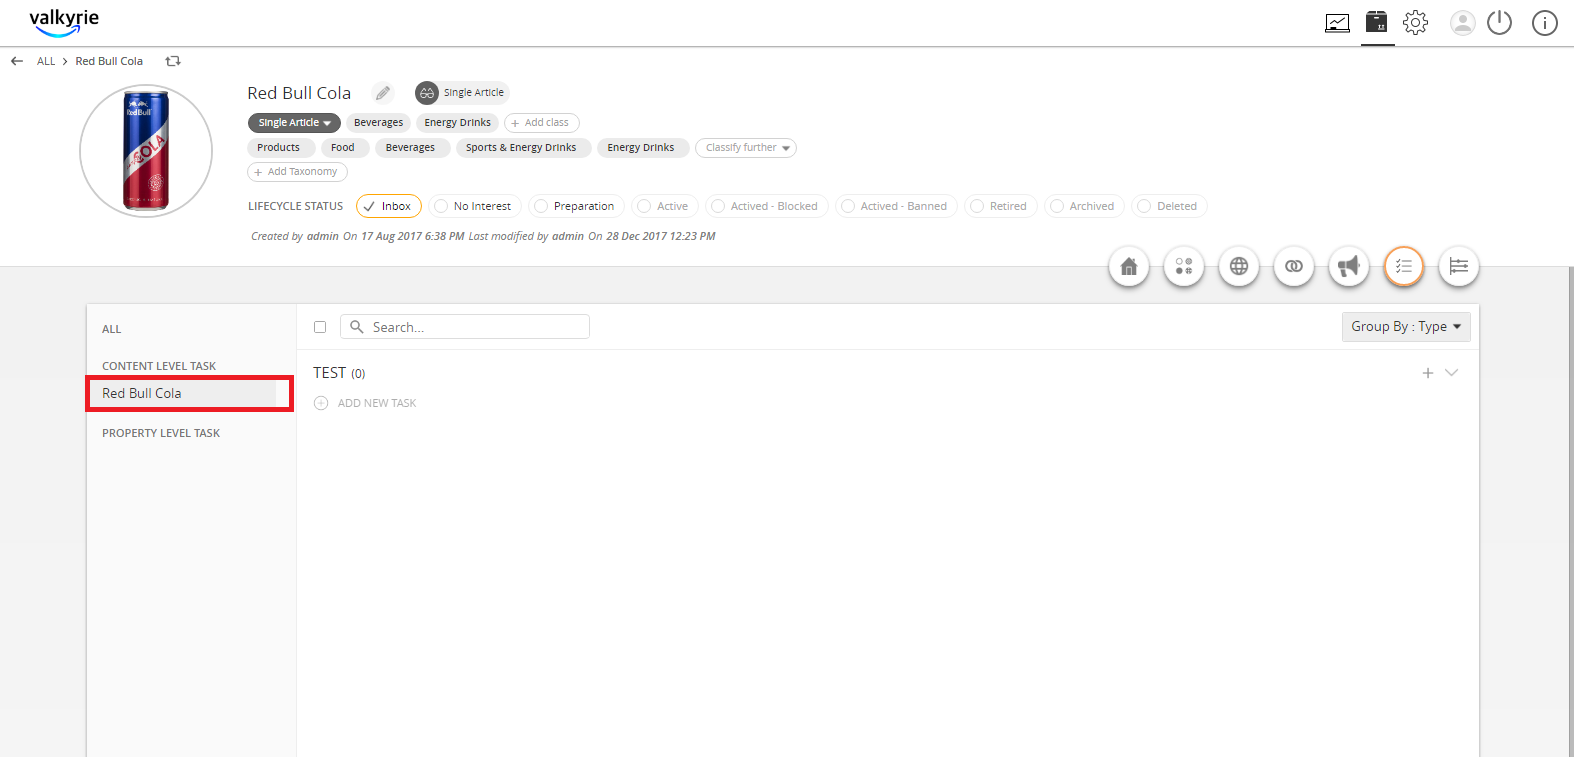 valkyrie
ALL > Red Bull Cola
Red Bull Cola
Single Article
Single Article
Beverages
Energy Drinks
+ Add class
Products
Food
Beverages
Sports & Energy Drinks
Energy Drinks
Classify further
+ Add Taxonomy
LIFECYCLE STATUS
Inbox
No Interest
Preparation
Active
Actived - Blocked
Actived - Banned
Retired
Archived
Deleted
Created by admin On 17 Aug 2017 6:38 PM Last modified by admin On 28 Dec 2017 12:23 PM
RedBull
COLA
ALL
CONTENT LEVEL TASK
Red Bull Cola
PROPERTY LEVEL TASK
Search...
Group By : Type
TEST (0)
ADD NEW TASK